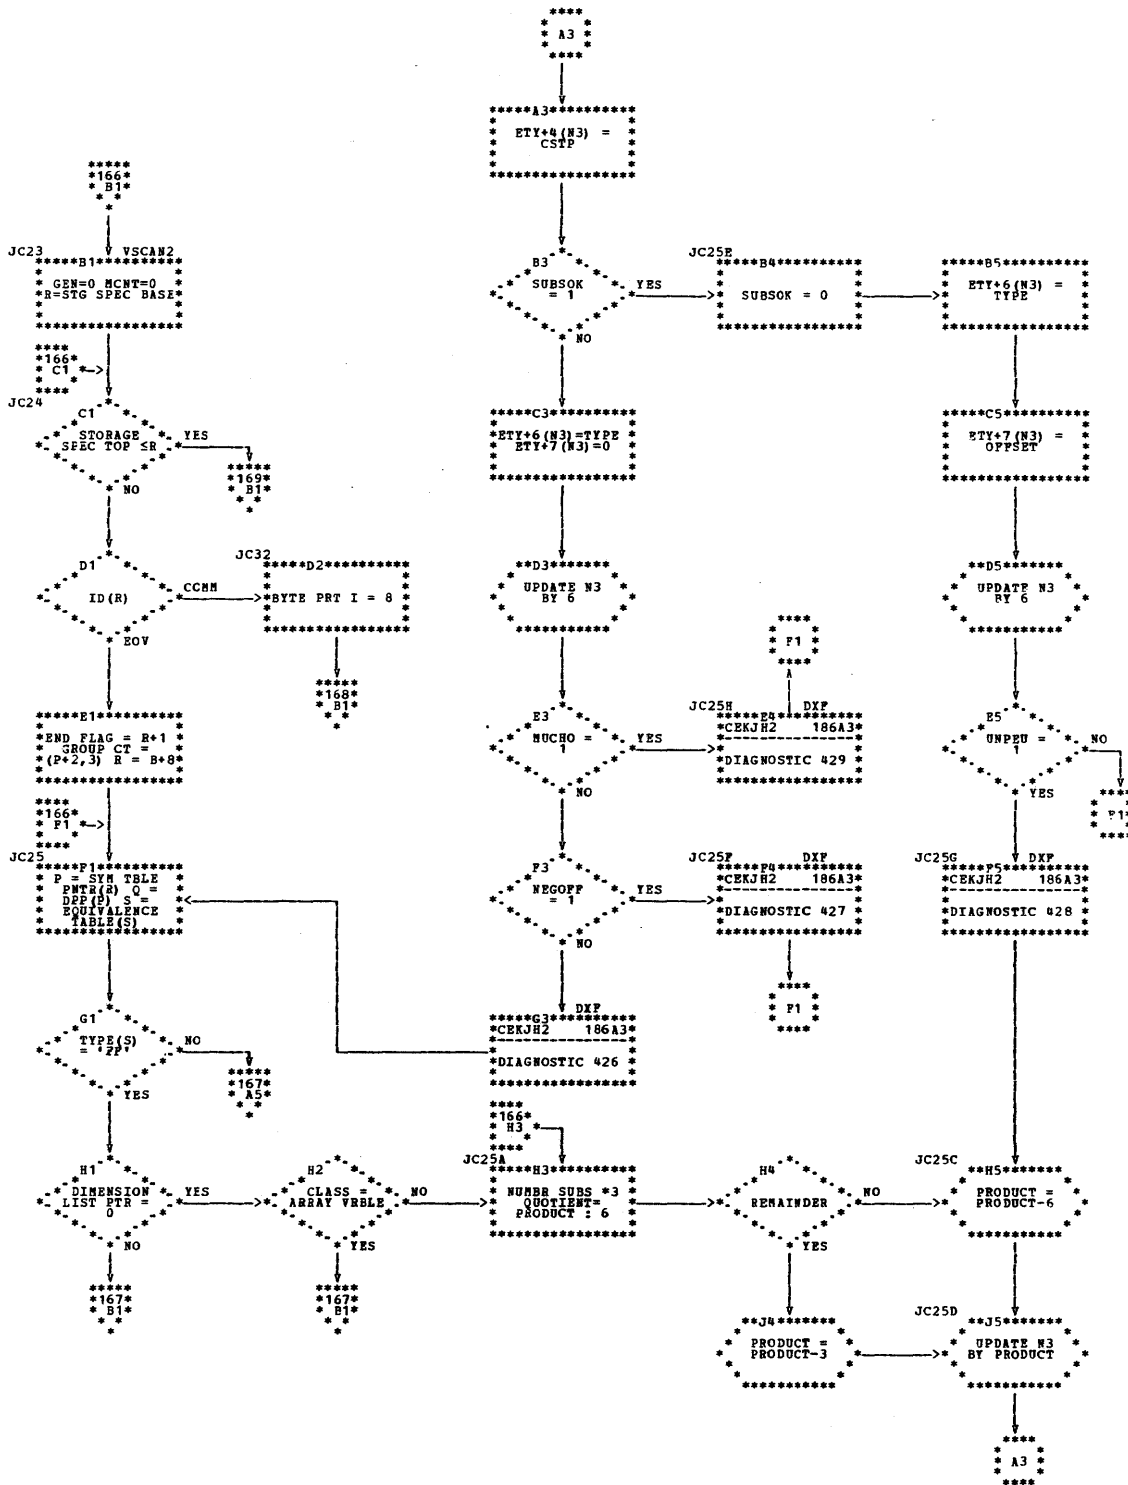 A3
A3
ETY+4(N3) =
CSTP
166
B1
JC23 VSCAN2
B1
GEN=0 MCNT=0
R=STG SPEC BASE
B3
SUBSOK
= 1
YES
NO
JC25E
B4
SUBSOK = 0
B5
ETY+6(N3) =
TYPE
166
C1
JC24
C1
STORAGE
SPEC TOP ≤R
YES
NO
169
B1
C3
ETY+6(N3)=TYPE
ETY+7(N3)=0
C5
ETY+7(N3) =
OFFSET
D1
ID(R)
CCMM
EOV
JC32
D2
BYTE PRT I = 8
168
B1
D3
UPDATE N3
BY 6
D5
UPDATE N3
BY 6
F1
E1
END FLAG = R+1
GROUP CT =
(P+2,3) R = B+8
E3
MUCHO =
1
YES
NO
JC25H DXF
E4
CEKJH2 186A3
DIAGNOSTIC 429
E5
UNPEU =
1
NO
YES
F1
166
F1
JC25
F1
P = SYM TBLE
PNTR(R) Q =
DPP(P) S =
EQUIVALENCE
TABLE(S)
F3
NEGOFF
= 1
YES
NO
JC25F DXF
F4
CEKJH2 186A3
DIAGNOSTIC 427
F1
JC25G DXF
F5
CEKJH2 186A3
DIAGNOSTIC 428
G1
TYPE(S)
NO
YES
167
A5
DXF
G3
CEKJH2 186A3
DIAGNOSTIC 426
166
H3
H1
DIMENSION
LIST PTR =
0
YES
NO
167
B1
H2
CLASS =
ARRAY VRBLE
NO
YES
167
B1
JC25A
H3
NUMBR SUBS *3
QUOTIENT=
PRODUCT : 6
H4
REMAINDER
NO
YES
JC25C
H5
PRODUCT =
PRODUCT-6
J4
PRODUCT =
PRODUCT-3
JC25D
J5
UPDATE N3
BY PRODUCT
A3